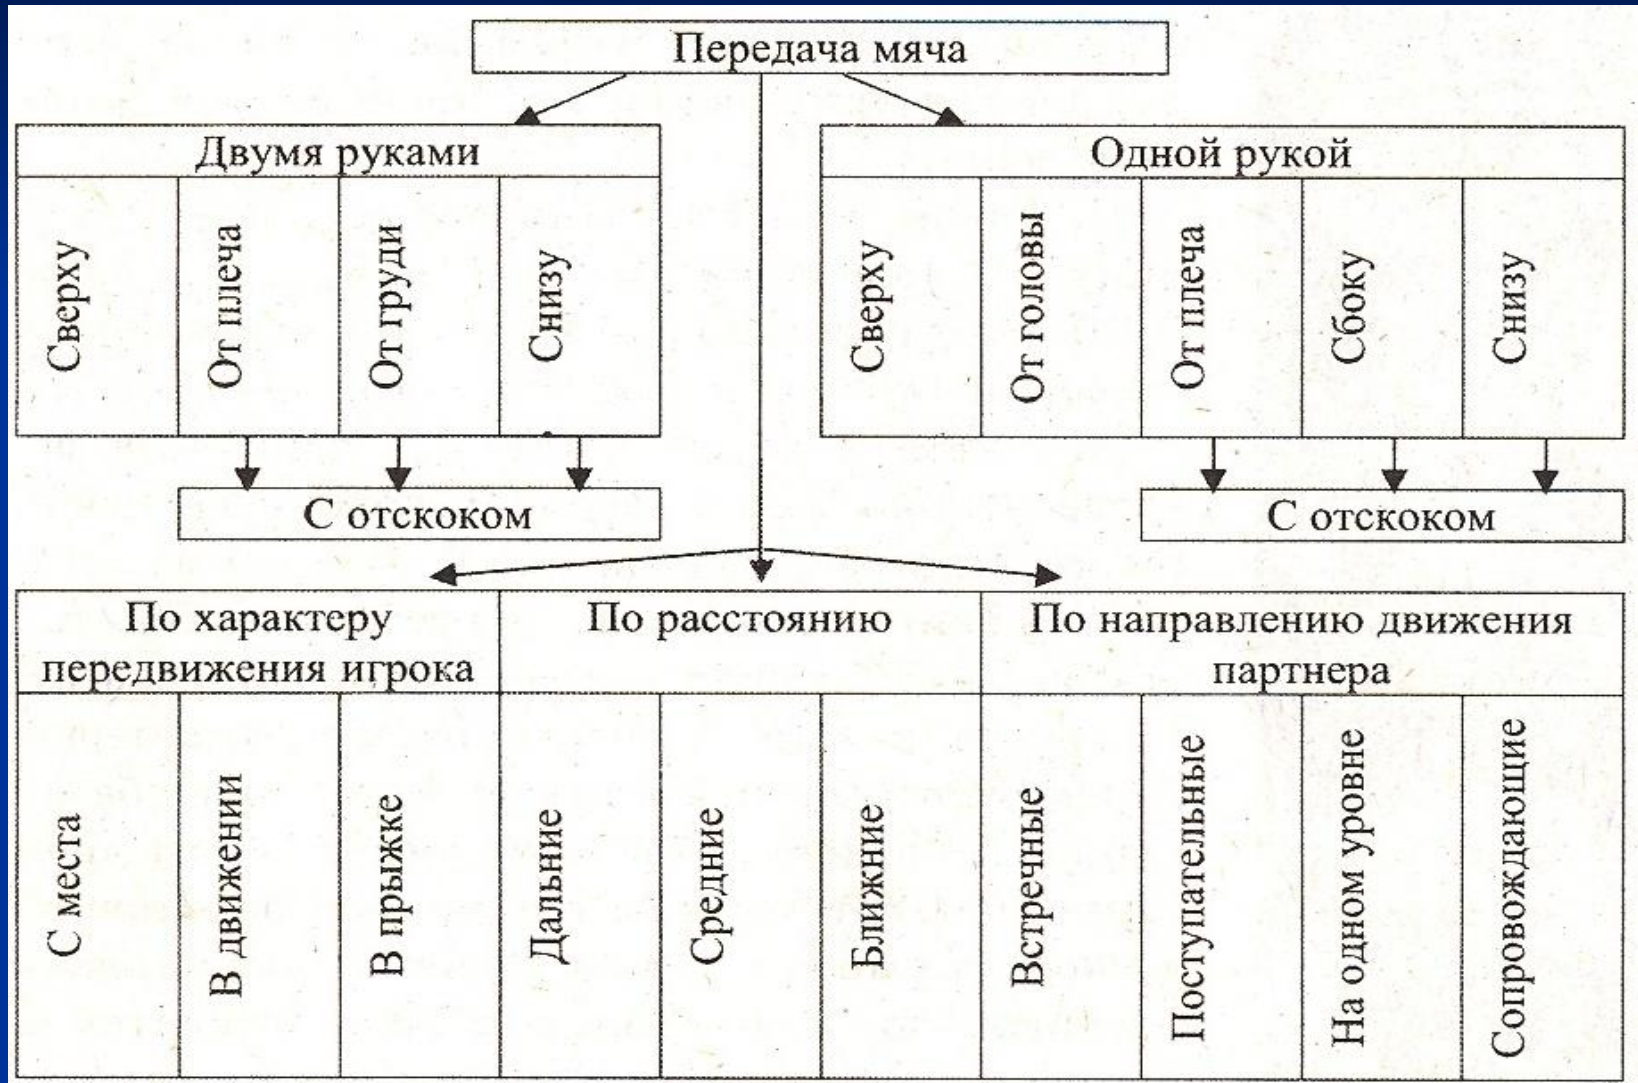 Передача мяча
Двумя руками
Сверху
От плеча
От груди
Снизу
С отскоком
Одной рукой
Сверху
От головы
От плеча
Сбоку
Снизу
С отскоком
По характеру
передвижения игрока
С места
В движении
В прыжке
По расстоянию
Дальние
Средние
Ближние
По направлению движения
партнера
Встречные
Поступательные
На одном уровне
Сопровождающие